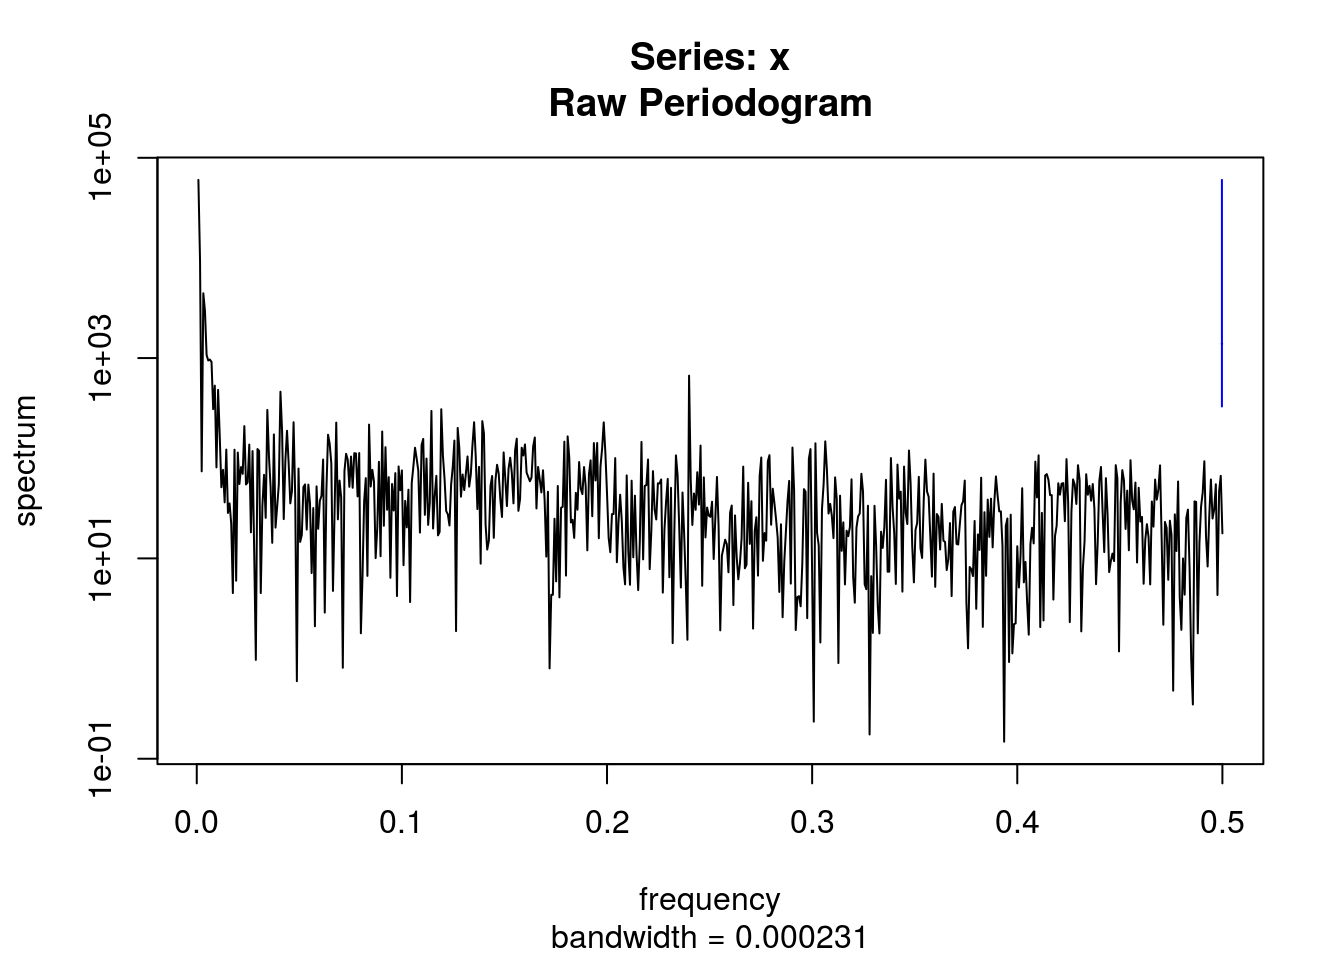 Series: x
Raw Periodogram
1e+05
1e+03
1e+01
1e-01
spectrum
0.0 0.1 0.2 0.3 0.4 0.5
frequency
bandwidth = 0.000231